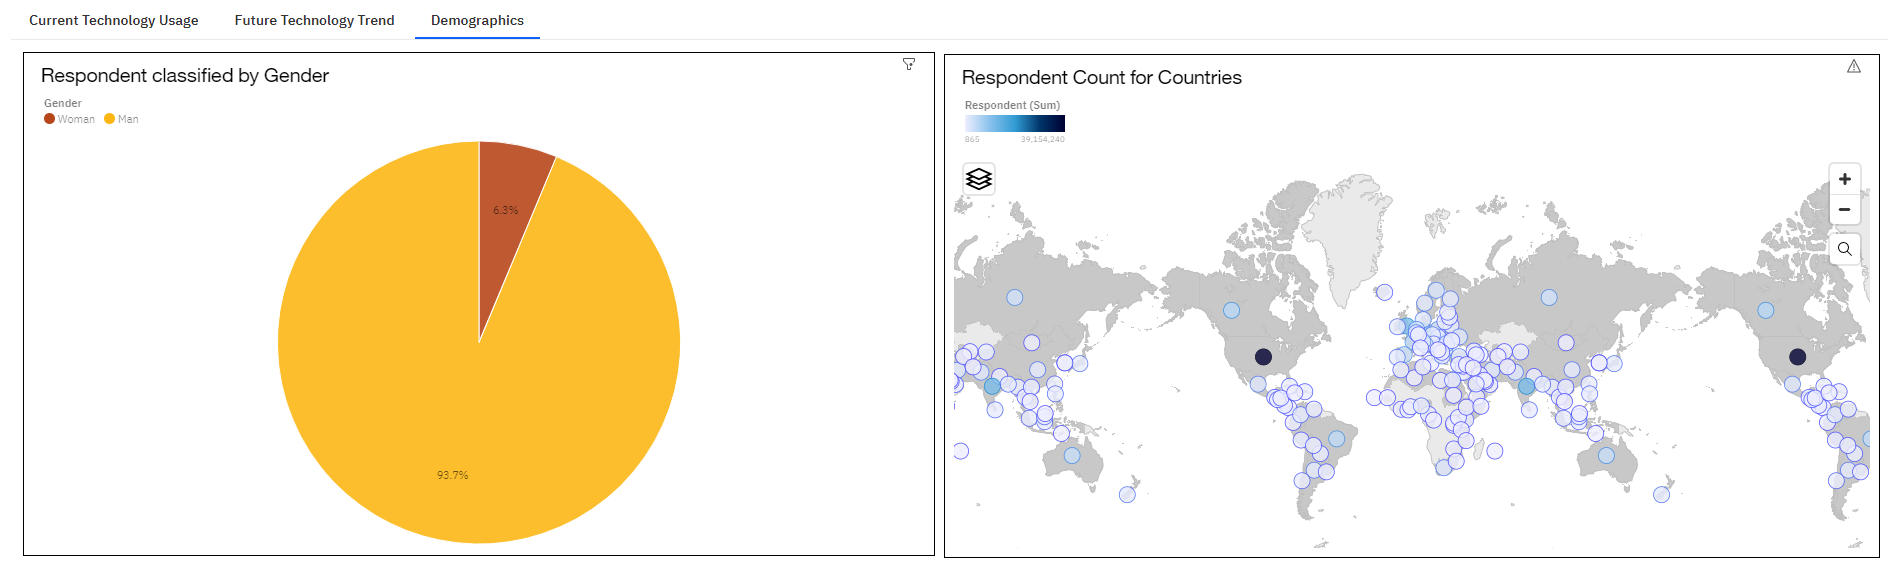 Current Technology Usage
Future Technology Trend
Demographics
Respondent classified by Gender
Gender
Woman
Man
6.3%
93.7%
Respondent Count for Countries
Respondent (Sum)
865
39,154,240